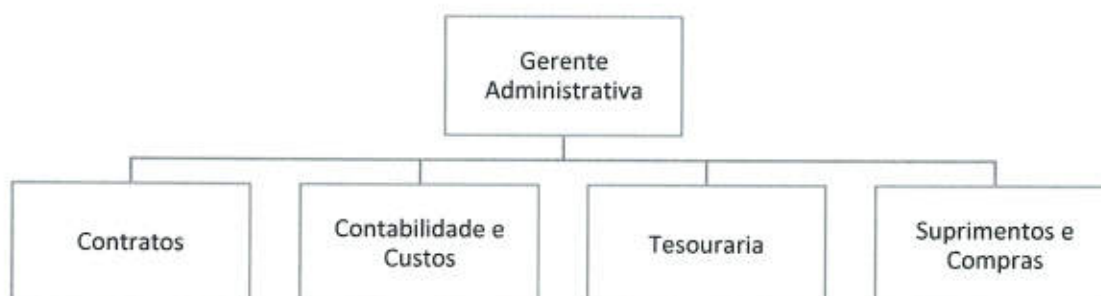 Gerente
Administrativa
Contratos
Contabilidade e
Custos
Tesouraria
Suprimentos e
Compras